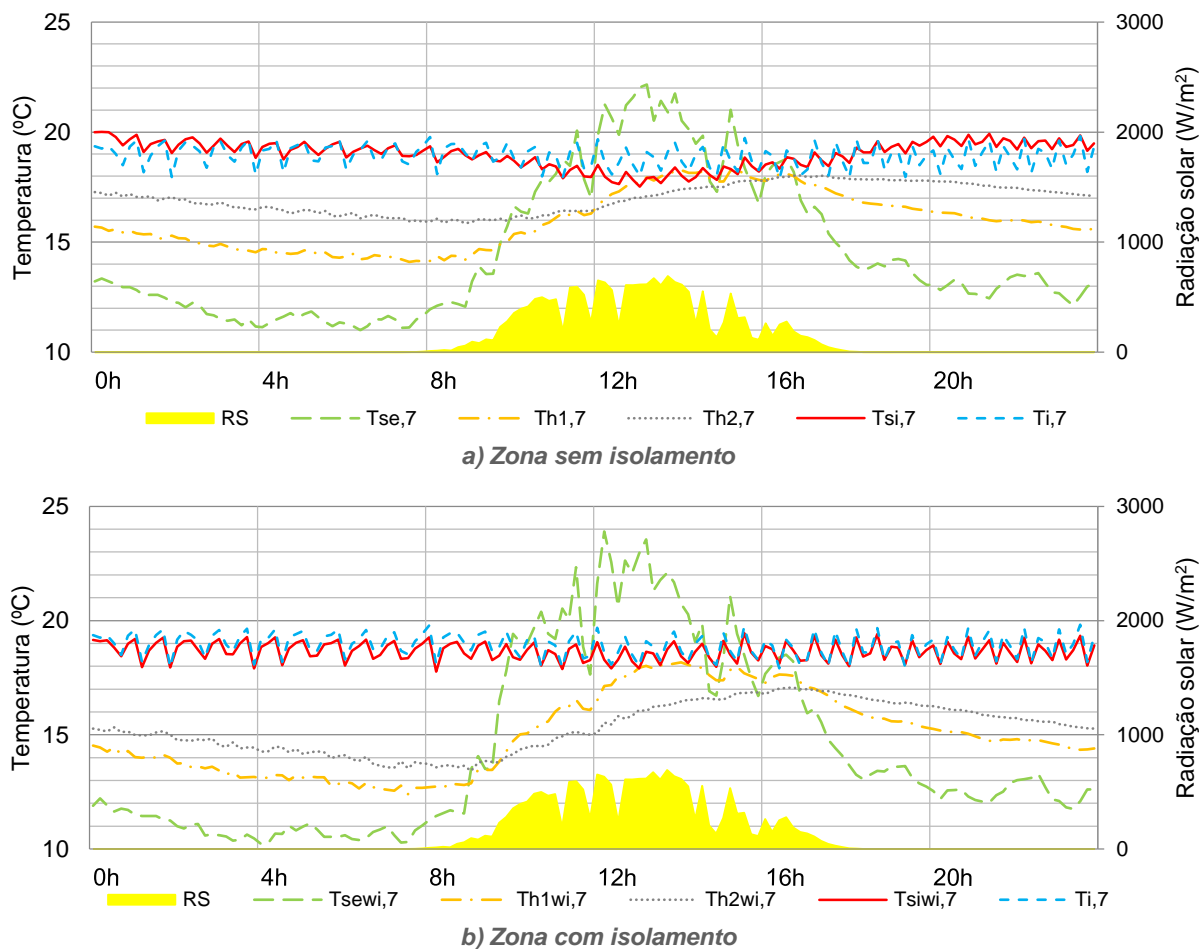 25
20
15
10
Temperatura (ºC)
3000
2000
1000
0
Radiação solar (W/m²)
0h 4h 8h 12h 16h 20h
RS Tse,7 Th1,7 Th2,7 Tsi,7 Ti,7
a) Zona sem isolamento
25
20
15
10
Temperatura (ºC)
3000
2000
1000
0
Radiação solar (W/m²)
0h 4h 8h 12h 16h 20h
RS Tsewi,7 Th1wi,7 Th2wi,7 Tsiwi,7 Ti,7
b) Zona com isolamento